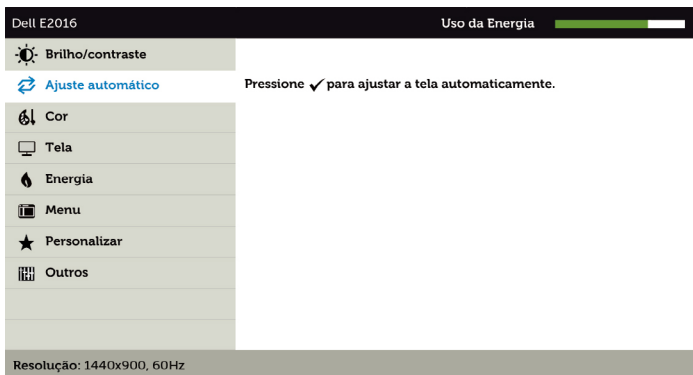 Dell E2016 Uso da Energia
Brilho/contraste
Ajuste automático
Pressione ✓ para ajustar a tela automaticamente.
Cor
Tela
Energia
Menu
Personalizar
Outros
Resolução: 1440x900, 60Hz